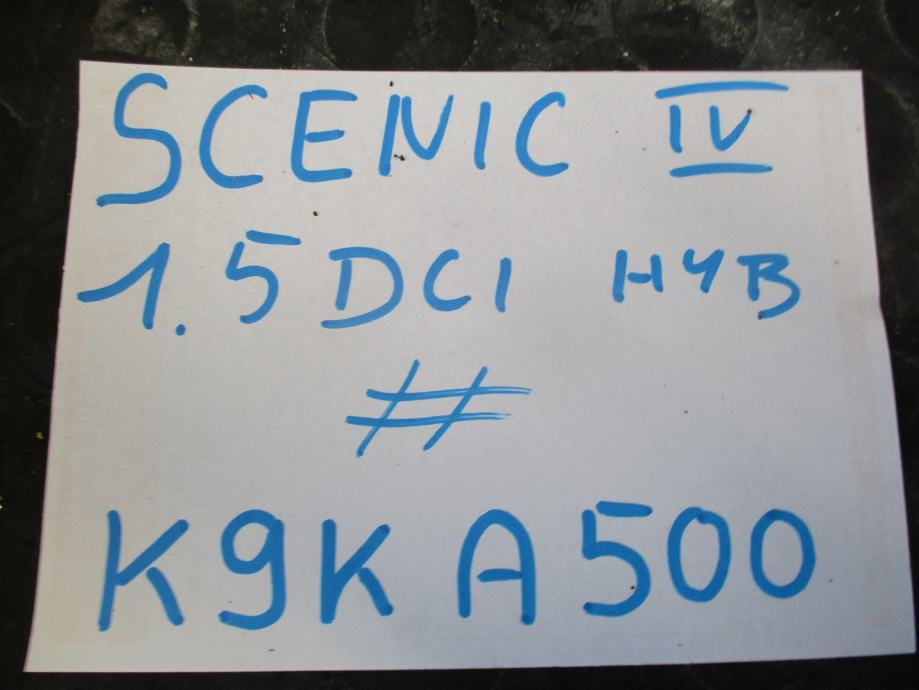 SCENIC IV
1.5 DCI HYB
#
K9K A500